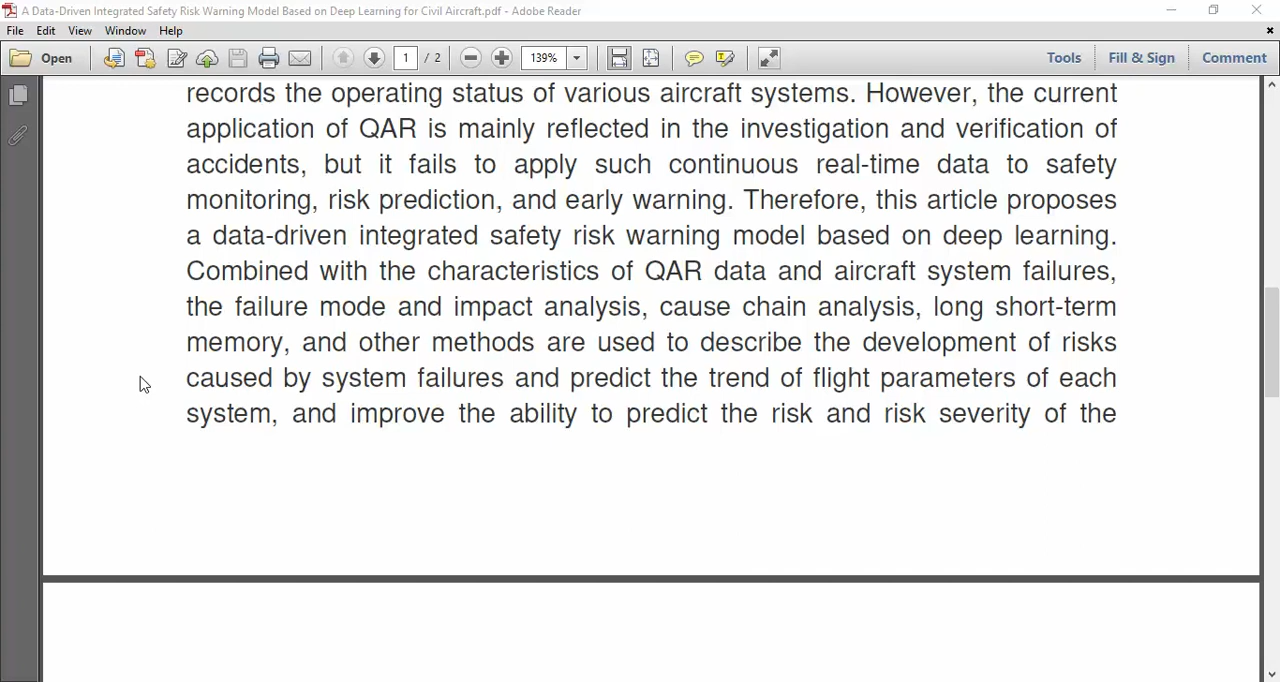 A Data-Driven Integrated Safety Risk Warning Model Based on Deep Learning for Civil Aircraft.pdf - Adobe Reader
File Edit View Window Help
Open 1 / 2 139% Tools Fill & Sign Comment
records the operating status of various aircraft systems. However, the current
application of QAR is mainly reflected in the investigation and verification of
accidents, but it fails to apply such continuous real-time data to safety
monitoring, risk prediction, and early warning. Therefore, this article proposes
a data-driven integrated safety risk warning model based on deep learning.
Combined with the characteristics of QAR data and aircraft system failures,
the failure mode and impact analysis, cause chain analysis, long short-term
memory, and other methods are used to describe the development of risks
caused by system failures and predict the trend of flight parameters of each
system, and improve the ability to predict the risk and risk severity of the